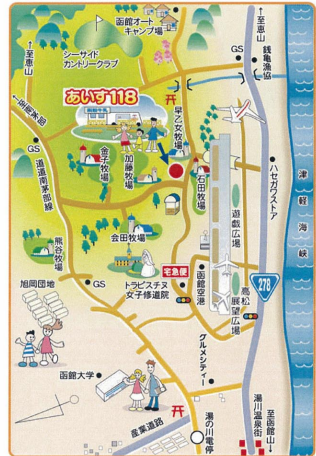 函館オート
キャンプ場
↑至恵山
シーサイド
カントリークラブ
↑至恵山
GS
銭亀漁協
あいす118
函館牛乳
GS
道道南茅部線
金子牧場
加藤牧場
早乙女牧場
石田牧場
ハセガワストア
遊戯広場
津軽海峡
熊谷牧場
会田牧場
宅急便
旭岡団地
GS
トラピスチヌ
女子修道院
函館空港
278
高松
展望広場
グルメシティー
函館大学
産業道路
湯の川電停
湯川温泉街
至函館山↓